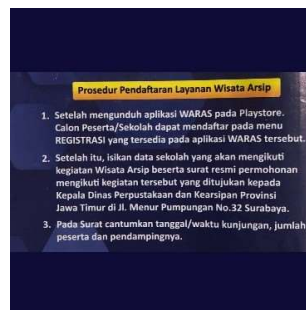 Prosedur Pendaftaran Layanan Wisata Arsip
1. Setelah mengunduh aplikasi WARAS pada Playstore.
Calon Peserta/Sekolah dapat mendaftar pada menu
REGISTRASI yang tersedia pada aplikasi WARAS tersebut.
2. Setelah itu, isikan data sekolah yang akan mengikuti
kegiatan Wisata Arsip beserta surat resmi permohonan
mengikuti kegiatan tersebut yang ditujukan kepada
Kepala Dinas Perpustakaan dan Kearsipan Provinsi
Jawa Timur di Jl. Menur Pumpungan No.32 Surabaya.
3. Pada Surat cantumkan tanggal/waktu kunjungan, jumlah
peserta dan pendampingnya.